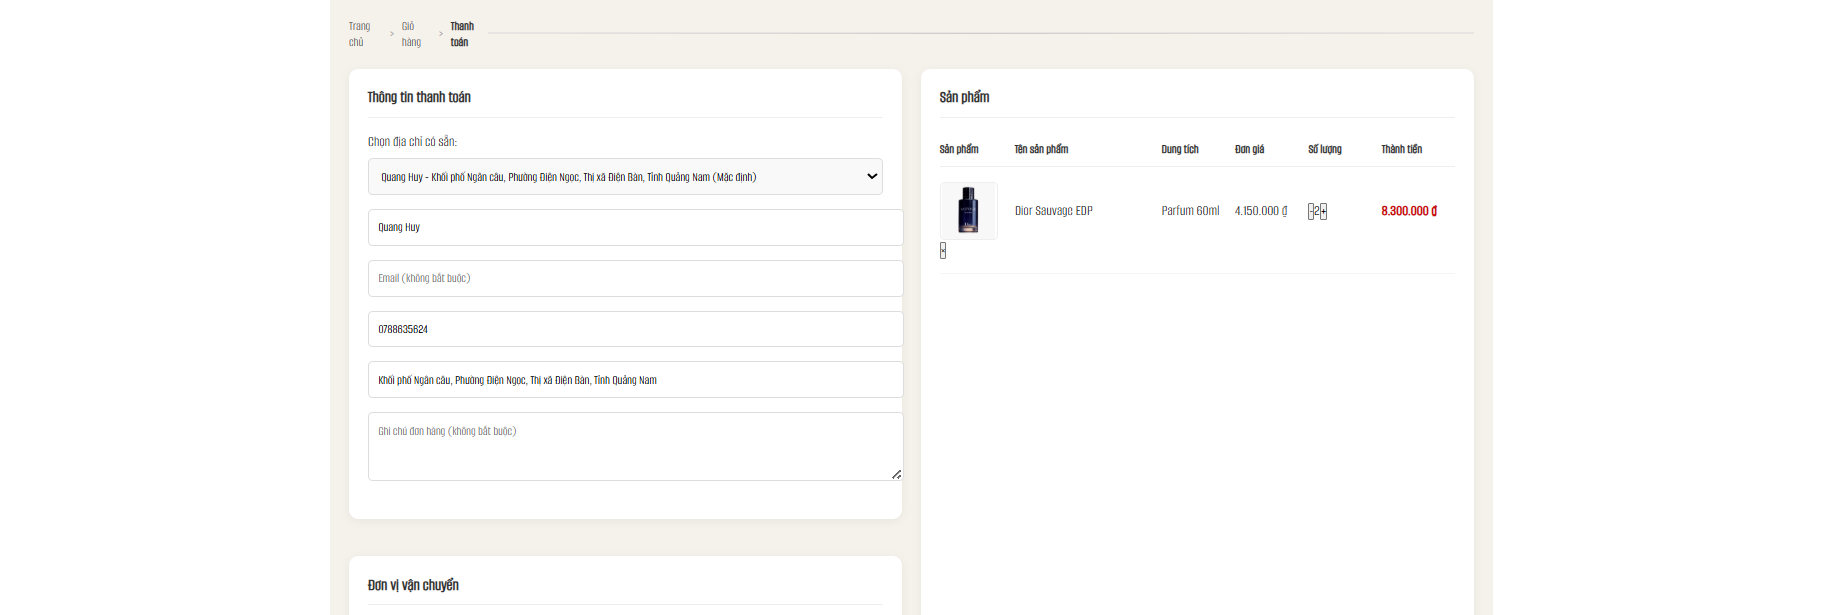 Trang chủ > Giỏ hàng > Thanh toán
Thông tin thanh toán
Chọn địa chỉ có sẵn:
Quang Huy - Khối phố Ngân câu, Phường Điện Ngọc, Thị xã Điện Bàn, Tỉnh Quảng Nam (Mặc định)
Quang Huy
Email (không bắt buộc)
0788635624
Khối phố Ngân câu, Phường Điện Ngọc, Thị xã Điện Bàn, Tỉnh Quảng Nam
Ghi chú đơn hàng (không bắt buộc)
Đơn vị vận chuyển
Sản phẩm
Sản phẩm Tên sản phẩm Dung tích Đơn giá Số lượng Thành tiền
Dior Sauvage EDP Parfum 60ml 4.150.000 ₫ -2+ 8.300.000 ₫
×